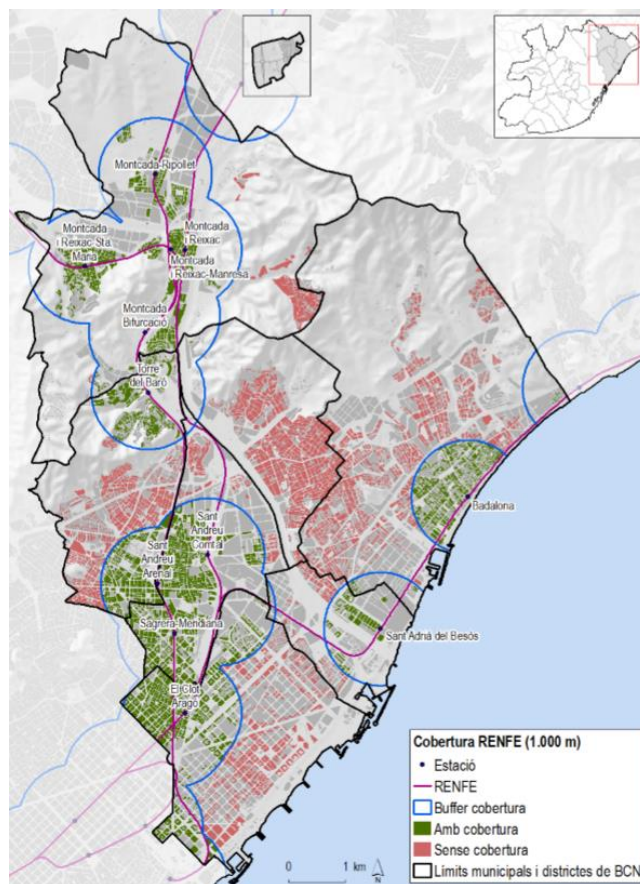 Montcada-Ripollet
Montcada
i Reixac Sta.
Maria
Montcada
i Reixac
Montcada
i Reixac-Manresa
Montcada
Bifurcació
Torre
del Baró
Sant
Andreu
Comtal
Sant
Andreu
Arenal
Badalona
Sagrera-Meridiana
Sant Adrià del Besòs
El Clot
Aragó
Cobertura RENFE (1.000 m)
Estació
RENFE
Buffer cobertura
Amb cobertura
Sense cobertura
Límits municipals i districtes de BCN
0 1 km
N